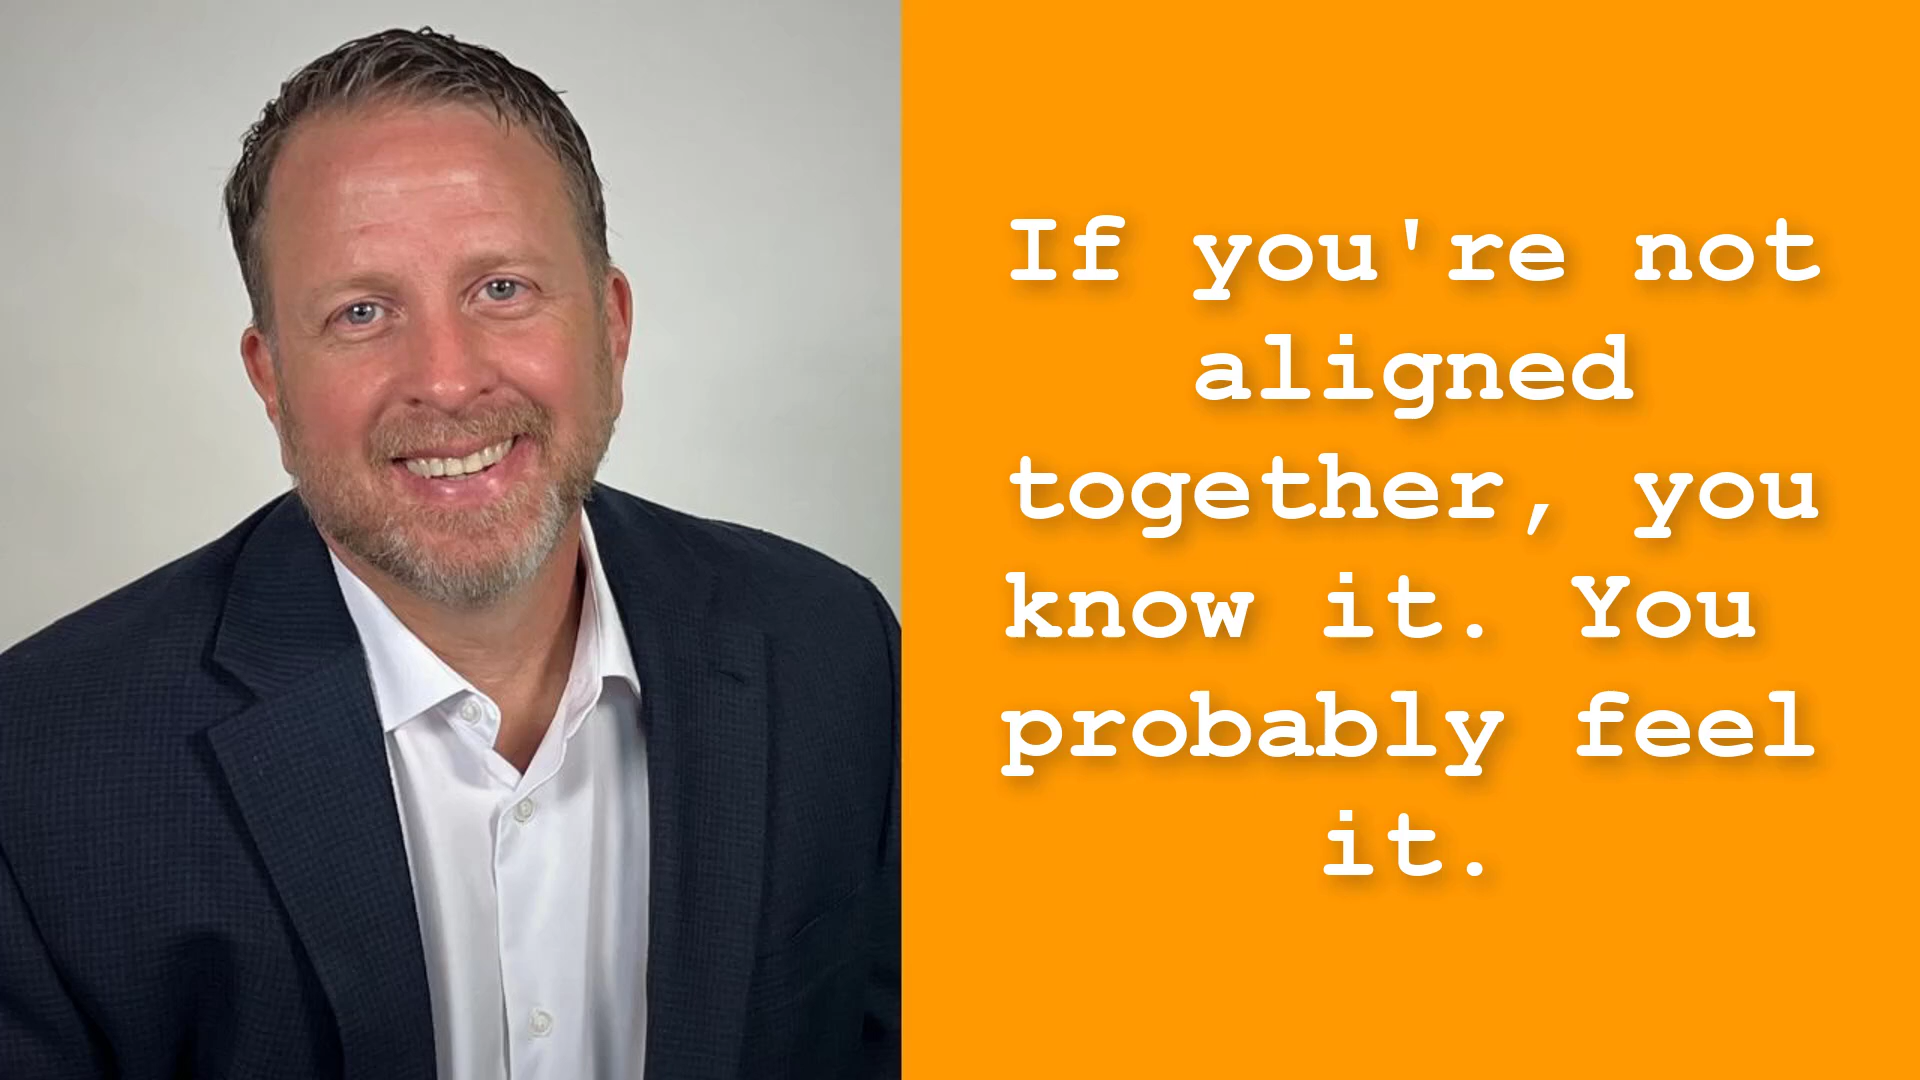 If you're not
aligned
together, you
know it. You
probably feel
it.